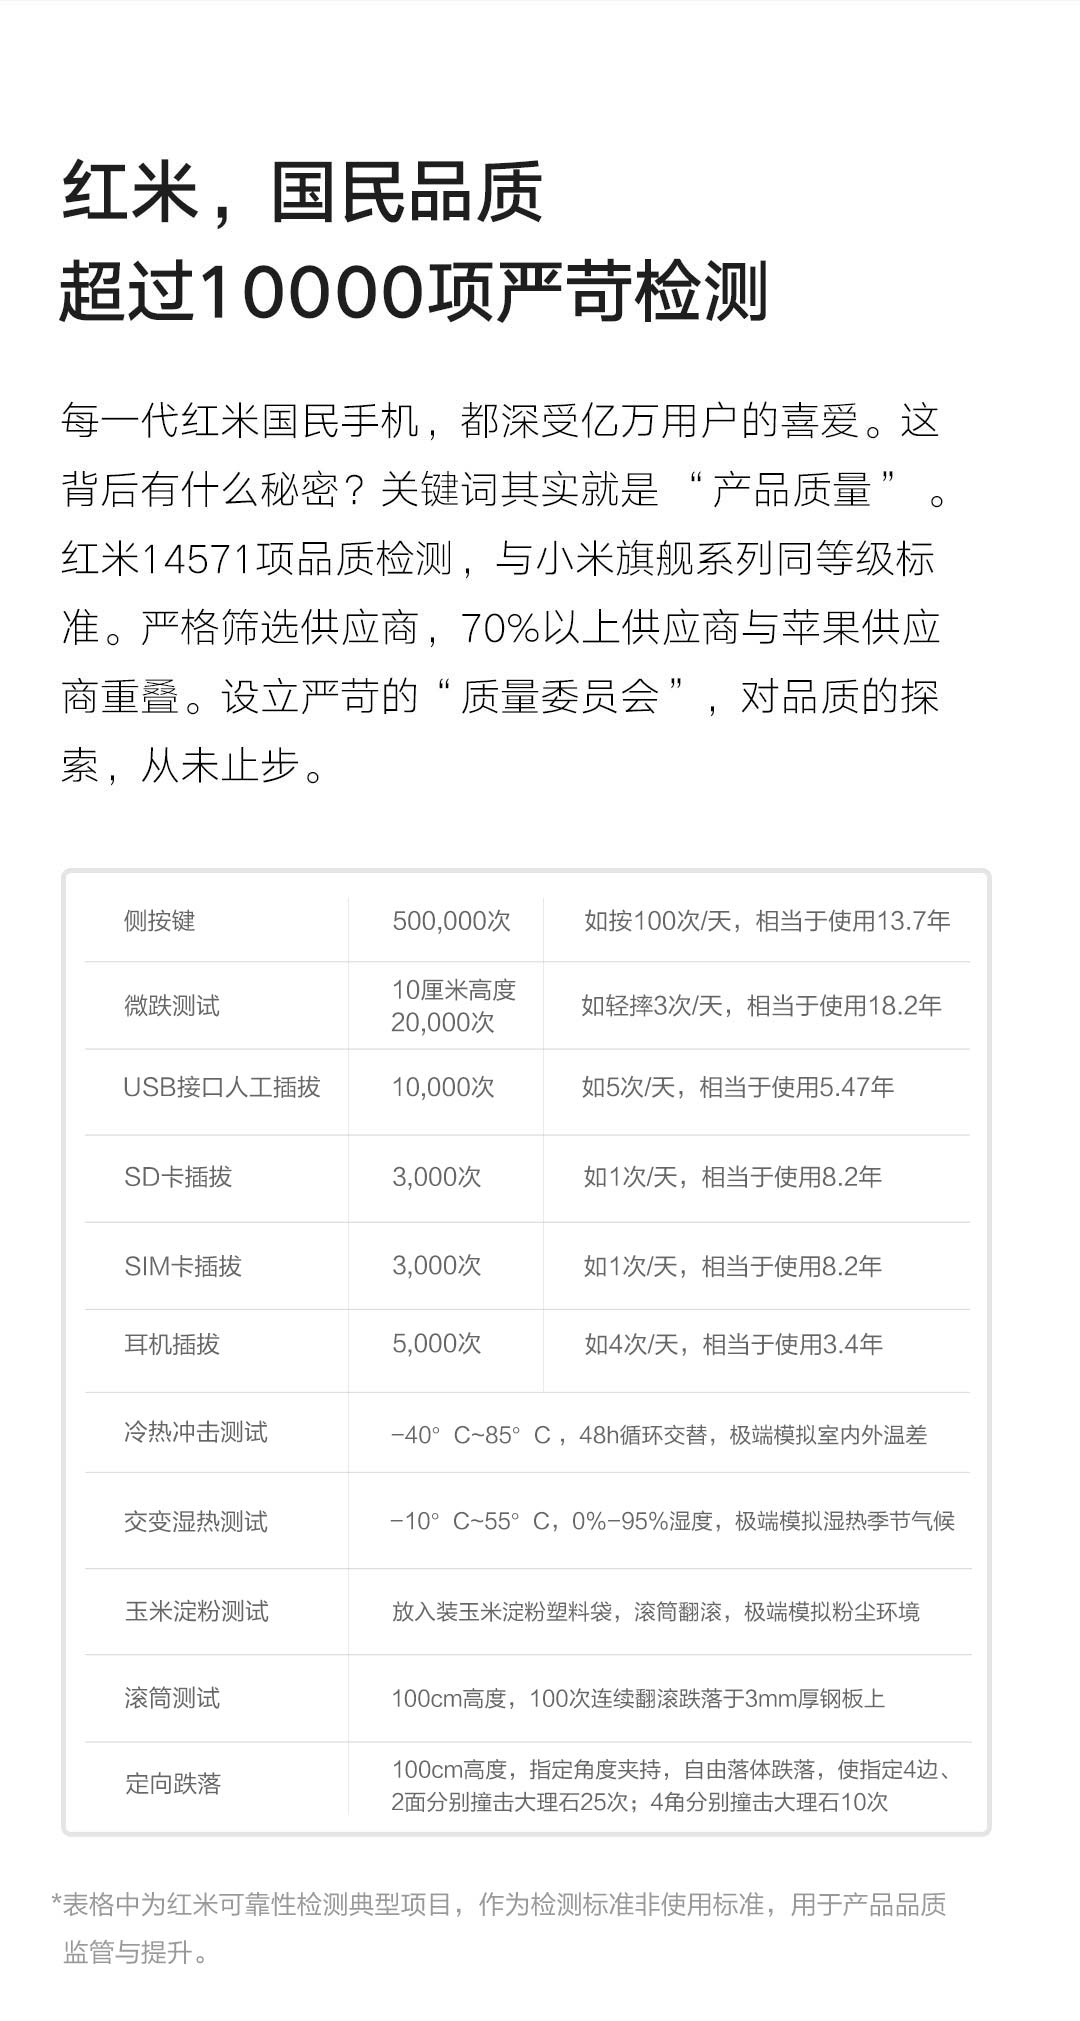 红米，国民品质
超过10000项严苛检测
每一代红米国民手机，都深受亿万用户的喜爱。这
背后有什么秘密？关键词其实就是 “产品质量” 。
红米14571项品质检测，与小米旗舰系列同等级标
准。严格筛选供应商，70%以上供应商与苹果供应
商重叠。设立严苛的“质量委员会”，对品质的探
索，从未止步。
侧按键 500,000次 如按100次/天，相当于使用13.7年
微跌测试 10厘米高度 如轻摔3次/天，相当于使用18.2年
20,000次
USB接口人工插拔 10,000次 如5次/天，相当于使用5.47年
SD卡插拔 3,000次 如1次/天，相当于使用8.2年
SIM卡插拔 3,000次 如1次/天，相当于使用8.2年
耳机插拔 5,000次 如4次/天，相当于使用3.4年
冷热冲击测试 -40° C~85° C，48h循环交替，极端模拟室内外温差
交变湿热测试 -10° C~55° C，0%-95%湿度，极端模拟湿热季节气候
玉米淀粉测试 放入装玉米淀粉塑料袋，滚筒翻滚，极端模拟粉尘环境
滚筒测试 100cm高度，100次连续翻滚跌落于3mm厚钢板上
定向跌落 100cm高度，指定角度夹持，自由落体跌落，使指定4边、
2面分别撞击大理石25次；4角分别撞击大理石10次
*表格中为红米可靠性检测典型项目，作为检测标准非使用标准，用于产品品质
监管与提升。